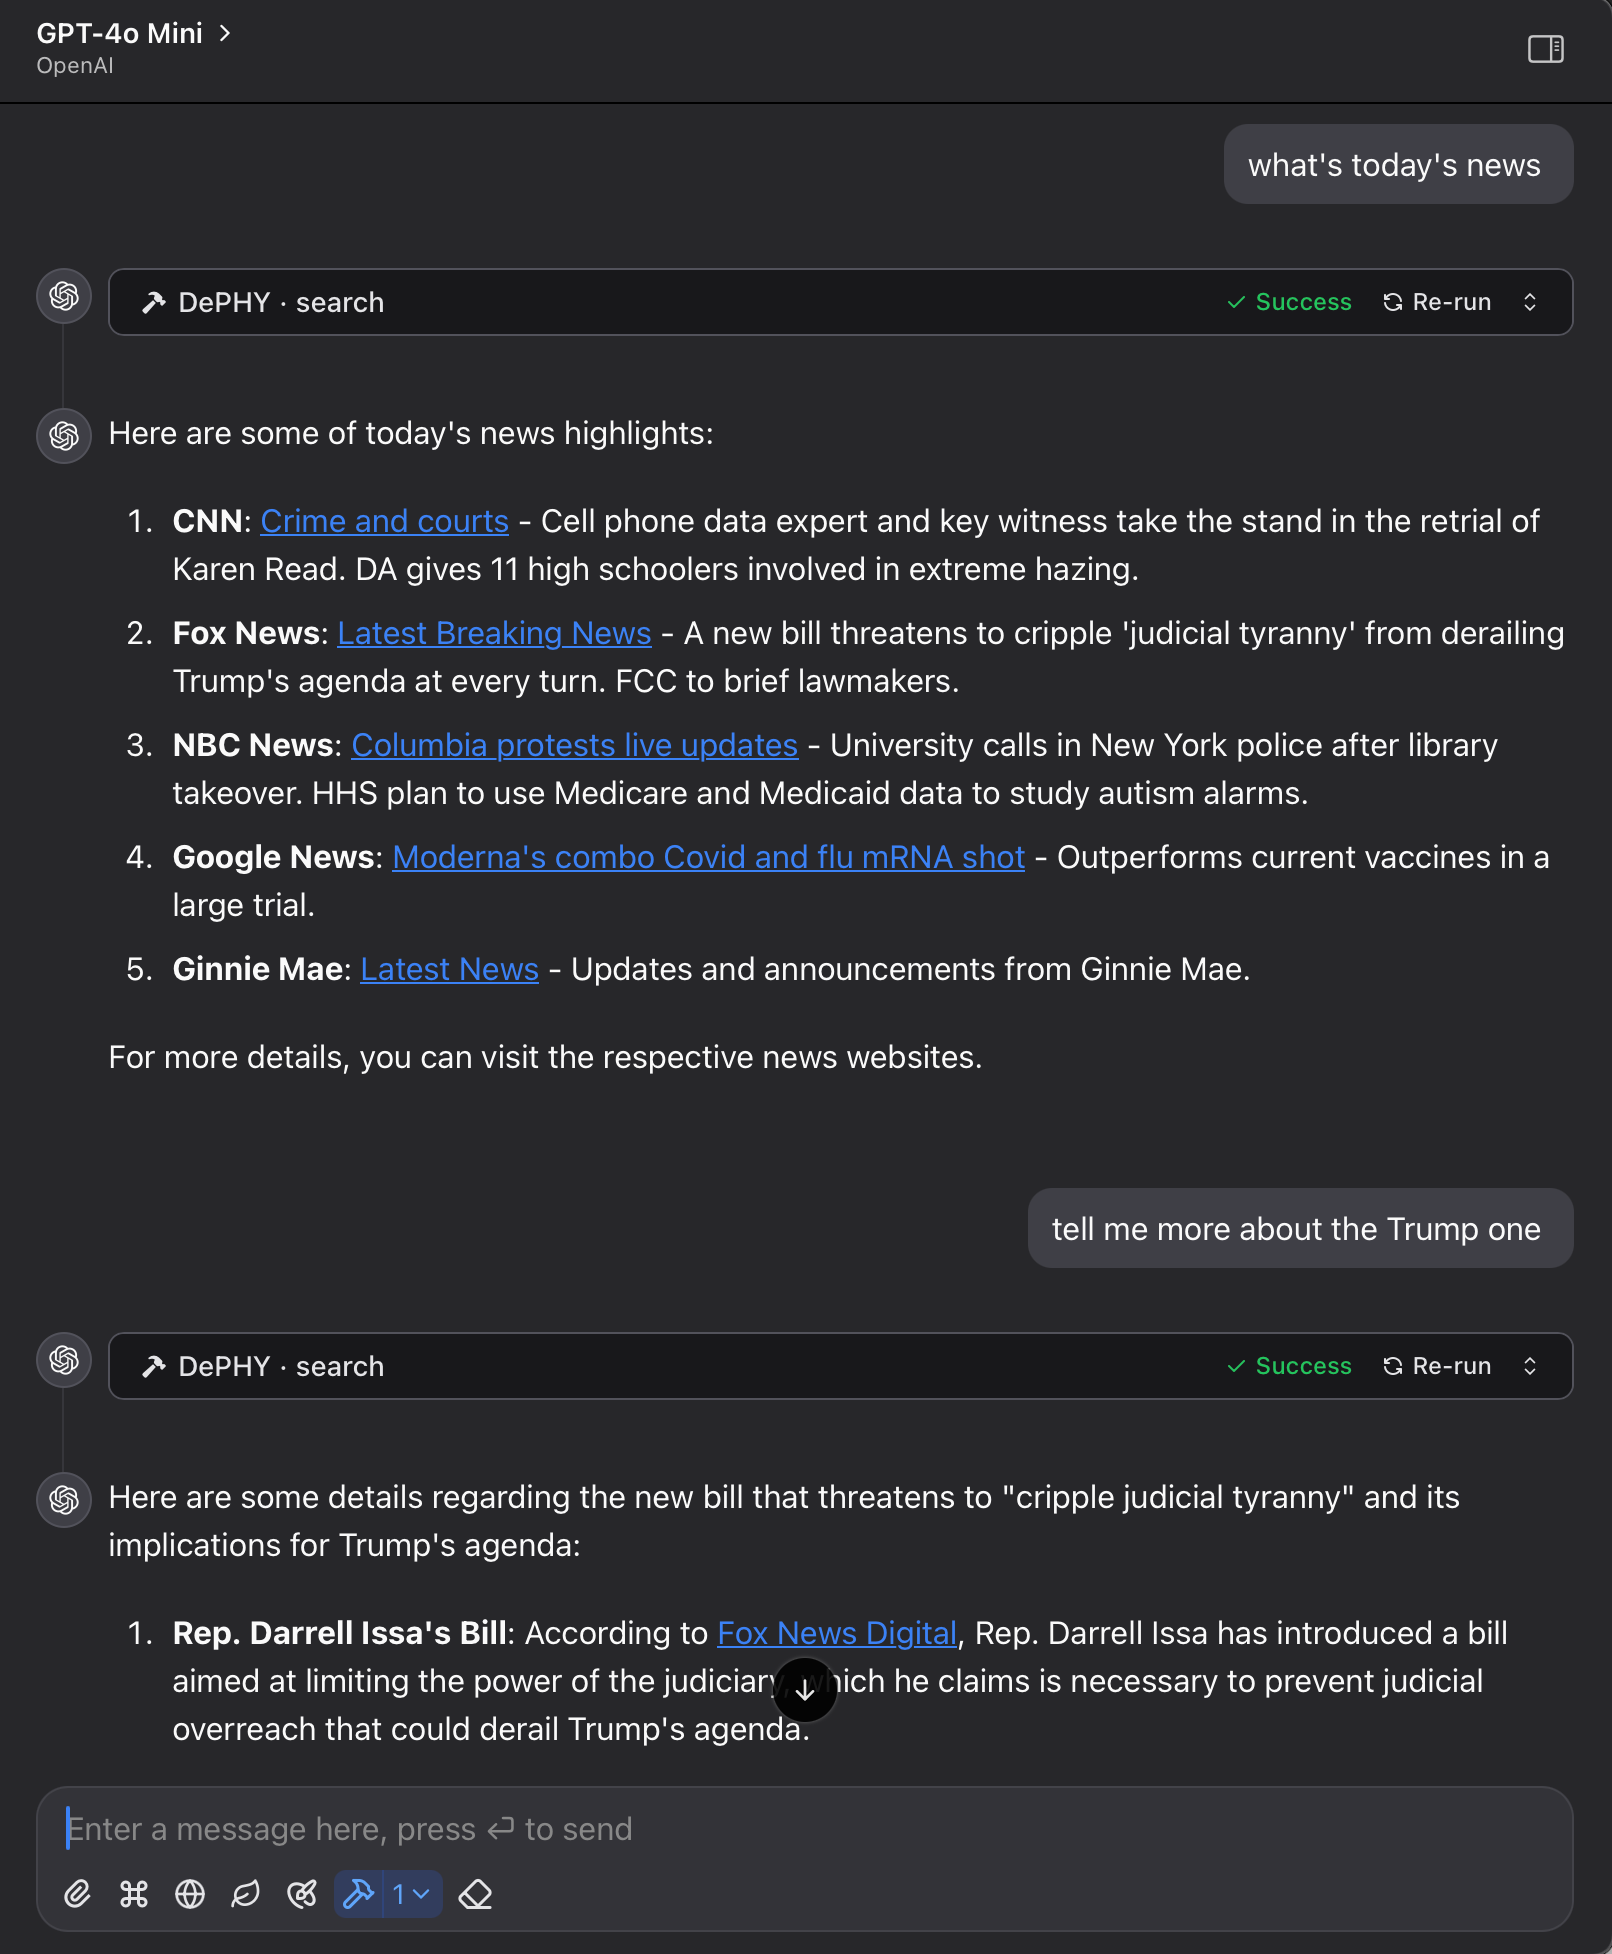 GPT-4o Mini
OpenAI
what's today's news
DePHY · search
Success
Re-run
Here are some of today's news highlights:
1. CNN: Crime and courts - Cell phone data expert and key witness take the stand in the retrial of
Karen Read. DA gives 11 high schoolers involved in extreme hazing.
2. Fox News: Latest Breaking News - A new bill threatens to cripple 'judicial tyranny' from derailing
Trump's agenda at every turn. FCC to brief lawmakers.
3. NBC News: Columbia protests live updates - University calls in New York police after library
takeover. HHS plan to use Medicare and Medicaid data to study autism alarms.
4. Google News: Moderna's combo Covid and flu mRNA shot - Outperforms current vaccines in a
large trial.
5. Ginnie Mae: Latest News - Updates and announcements from Ginnie Mae.
For more details, you can visit the respective news websites.
tell me more about the Trump one
DePHY · search
Success
Re-run
Here are some details regarding the new bill that threatens to "cripple judicial tyranny" and its
implications for Trump's agenda:
1. Rep. Darrell Issa's Bill: According to Fox News Digital, Rep. Darrell Issa has introduced a bill
aimed at limiting the power of the judiciary, which he claims is necessary to prevent judicial
overreach that could derail Trump's agenda.
Enter a message here, press ↵ to send
1